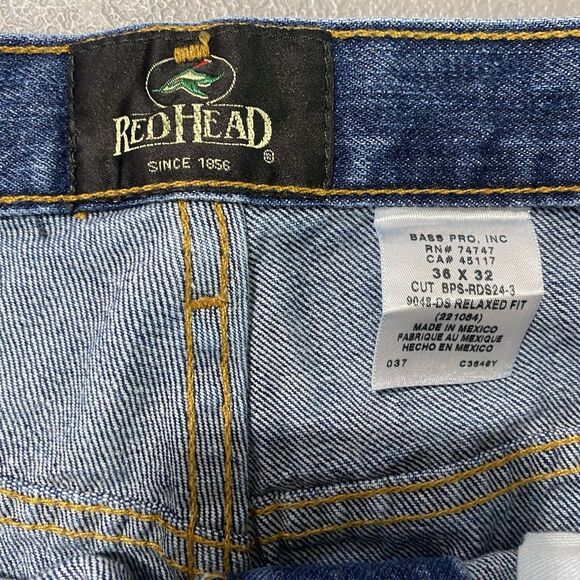 REDHEAD
®
SINCE 1856
BASS PRO, INC
RN# 74747
CA# 45117
36 X 32
CUT BPS-RDS24-3
9048-DS RELAXED FIT
(221084)
MADE IN MEXICO
FABRIQUE AU MEXIQUE
HECHO EN MEXICO
037 C3646Y